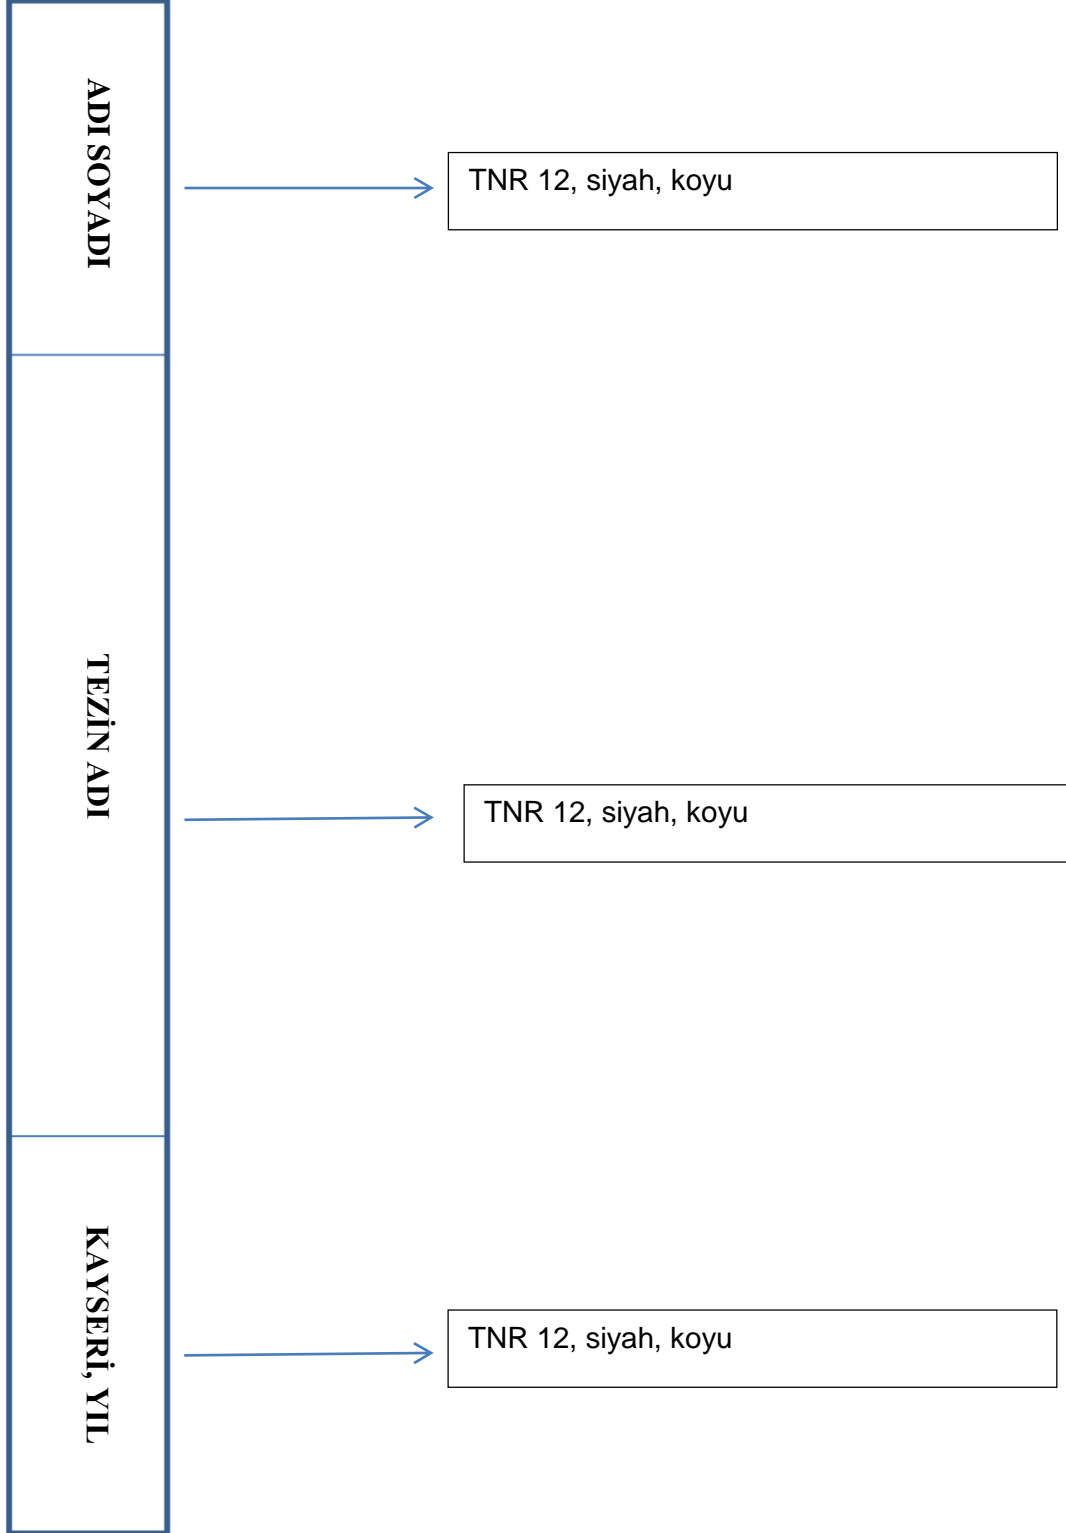 ADI SOYADI
TNR 12, siyah, koyu
TEZİN ADI
TNR 12, siyah, koyu
KAYSERİ, YIL
TNR 12, siyah, koyu